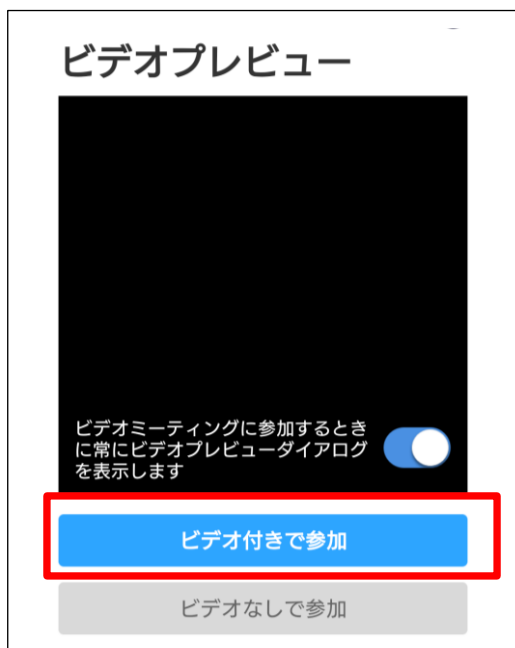 ビデオプレビュー
ビデオミーティングに参加するとき
に常にビデオプレビューダイアログ
を表示します
ビデオ付きで参加
ビデオなしで参加